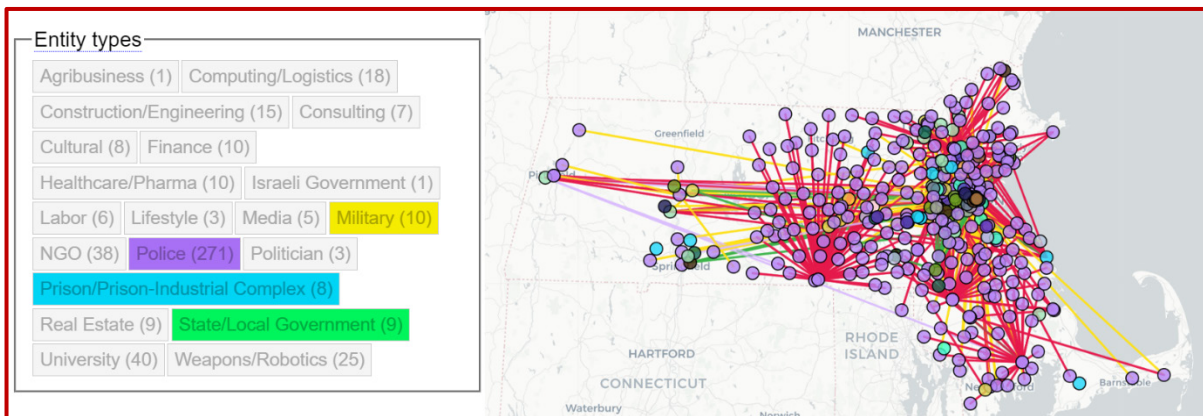 Entity types
Agribusiness (1) Computing/Logistics (18)
Construction/Engineering (15) Consulting (7)
Cultural (8) Finance (10)
Healthcare/Pharma (10) Israeli Government (1)
Labor (6) Lifestyle (3) Media (5) Military (10)
NGO (38) Police (271) Politician (3)
Prison/Prison-Industrial Complex (8)
Real Estate (9) State/Local Government (9)
University (40) Weapons/Robotics (25)
MANCHESTER
Greenfield
RHODE
ISLAND
HARTFORD
CONNECTICUT
Barnstable
Waterbury
Norwich